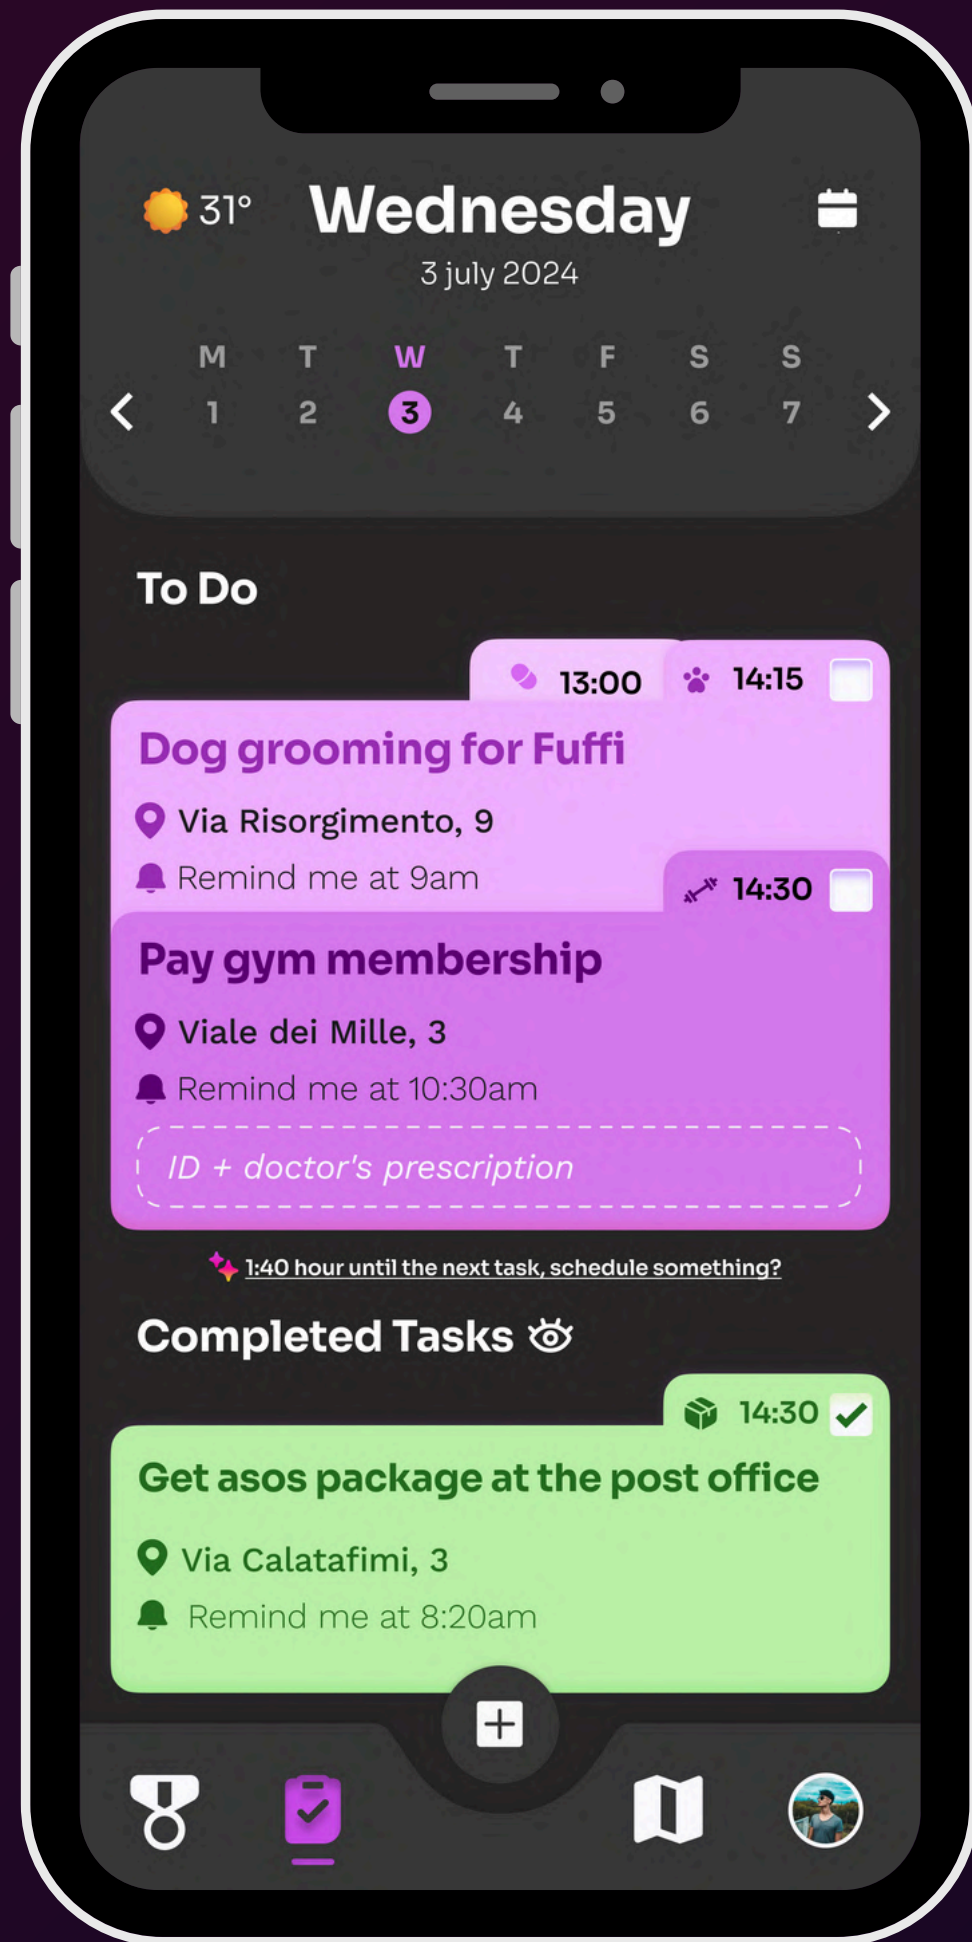 31°
Wednesday
3 july 2024
M T W T F S S
1 2 3 4 5 6 7
To Do
13:00
14:15
Dog grooming for Fuffi
Via Risorgimento, 9
Remind me at 9am
14:30
Pay gym membership
Viale dei Mille, 3
Remind me at 10:30am
ID + doctor's prescription
1:40 hour until the next task, schedule something?
Completed Tasks
14:30
Get asos package at the post office
Via Calatafimi, 3
Remind me at 8:20am